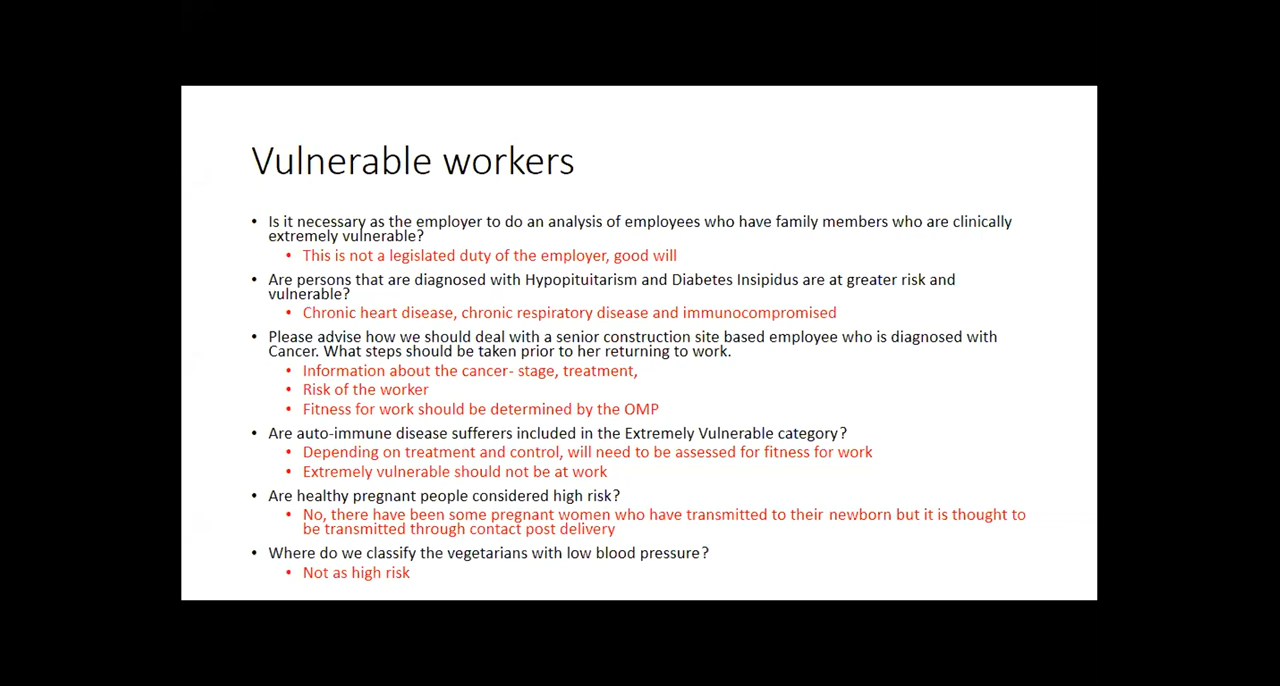 Vulnerable workers
• Is it necessary as the employer to do an analysis of employees who have family members who are clinically
extremely vulnerable?
• This is not a legislated duty of the employer, good will
• Are persons that are diagnosed with Hypopituitarism and Diabetes Insipidus are at greater risk and
vulnerable?
• Chronic heart disease, chronic respiratory disease and immunocompromised
• Please advise how we should deal with a senior construction site based employee who is diagnosed with
Cancer. What steps should be taken prior to her returning to work.
• Information about the cancer- stage, treatment,
• Risk of the worker
• Fitness for work should be determined by the OMP
• Are auto-immune disease sufferers included in the Extremely Vulnerable category?
• Depending on treatment and control, will need to be assessed for fitness for work
• Extremely vulnerable should not be at work
• Are healthy pregnant people considered high risk?
• No, there have been some pregnant women who have transmitted to their newborn but it is thought to
be transmitted through contact post delivery
• Where do we classify the vegetarians with low blood pressure?
• Not as high risk